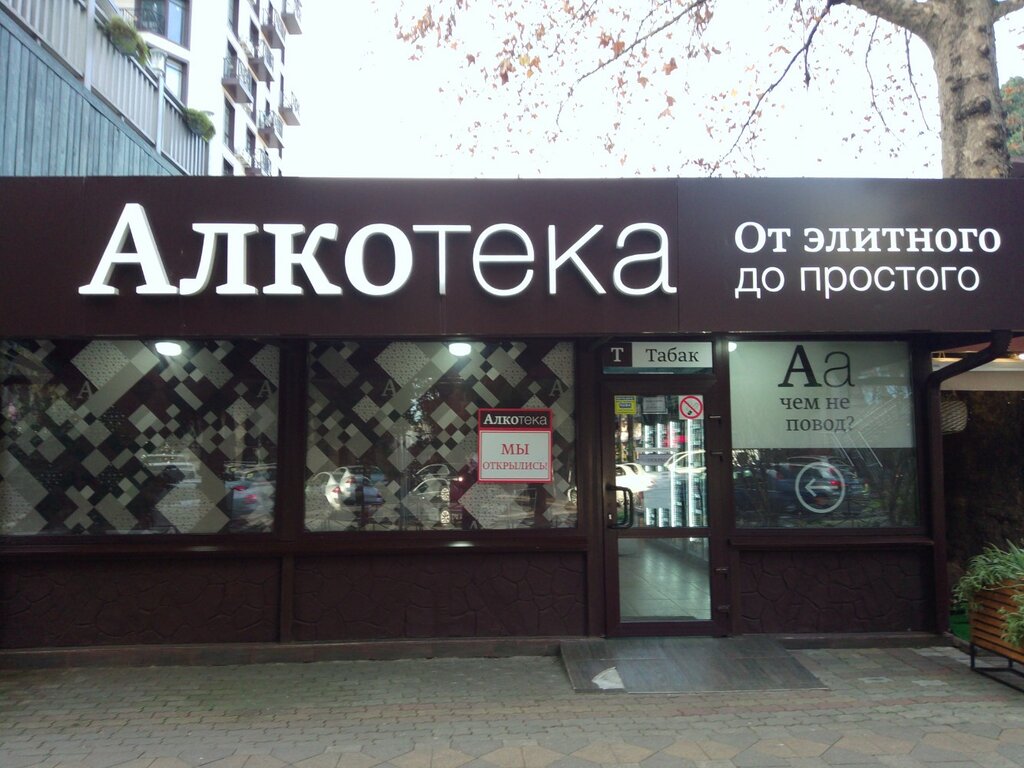 Алкотека
От элитного
до простого
Т Табак
Аа
чем не
повод?
Алкотека
МЫ
ОТКРЫЛИСЬ!